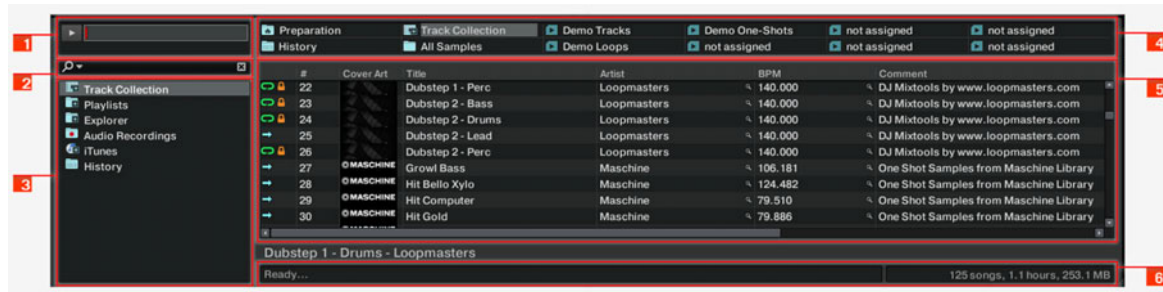 1
2
3
4
5
6
Preparation Track Collection Demo Tracks Demo One-Shots not assigned not assigned
History All Samples Demo Loops not assigned not assigned not assigned
Track Collection
Playlists
Explorer
Audio Recordings
iTunes
History
# Cover Art Title Artist BPM Comment
22 Dubstep 1 - Perc Loopmasters 140.000 DJ Mixtools by www.loopmasters.com
23 Dubstep 2 - Bass Loopmasters 140.000 DJ Mixtools by www.loopmasters.com
24 Dubstep 2 - Drums Loopmasters 140.000 DJ Mixtools by www.loopmasters.com
25 Dubstep 2 - Lead Loopmasters 140.000 DJ Mixtools by www.loopmasters.com
26 Dubstep 2 - Perc Loopmasters 140.000 DJ Mixtools by www.loopmasters.com
27 MASCHINE Growl Bass Maschine 106.181 One Shot Samples from Maschine Library
28 MASCHINE Hit Bello Xylo Maschine 124.482 One Shot Samples from Maschine Library
29 MASCHINE Hit Computer Maschine 79.510 One Shot Samples from Maschine Library
30 MASCHINE Hit Gold Maschine 79.886 One Shot Samples from Maschine Library
Dubstep 1 - Drums - Loopmasters
Ready... 125 songs, 1.1 hours, 253.1 MB